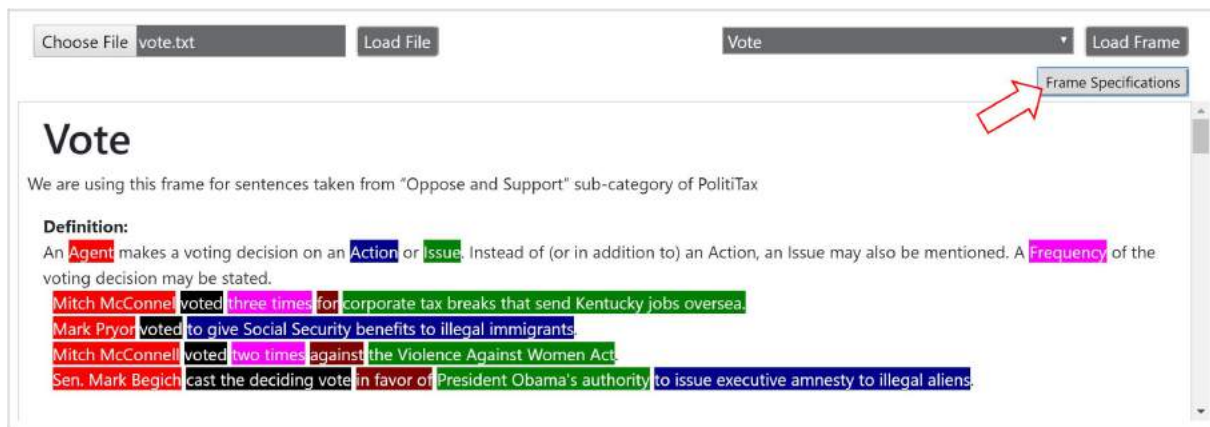 Choose File vote.txt Load File Vote Load Frame
Frame Specifications
Vote
We are using this frame for sentences taken from “Oppose and Support” sub-category of PolitiTax
Definition:
An Agent makes a voting decision on an Action or Issue. Instead of (or in addition to) an Action, an Issue may also be mentioned. A Frequency of the
voting decision may be stated.
Mitch McConnel voted three times for corporate tax breaks that send Kentucky jobs oversea.
Mark Pryor voted to give Social Security benefits to illegal immigrants.
Mitch McConnell voted two times against the Violence Against Women Act.
Sen. Mark Begich cast the deciding vote in favor of President Obama's authority to issue executive amnesty to illegal aliens.